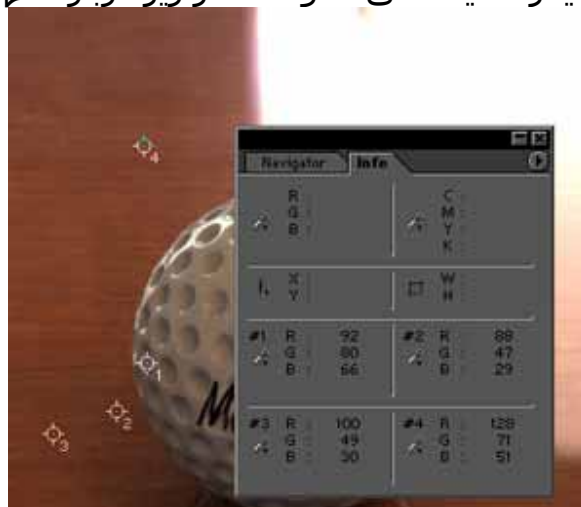 Navigator Info
R : C :
G : M :
B : Y :
K :
X : W :
Y : H :
#1 R : 92 #2 R : 88
G : 80 G : 47
B : 66 B : 29
#3 R : 100 #4 R : 128
G : 49 G : 71
B : 30 B : 51
4
1
2
3